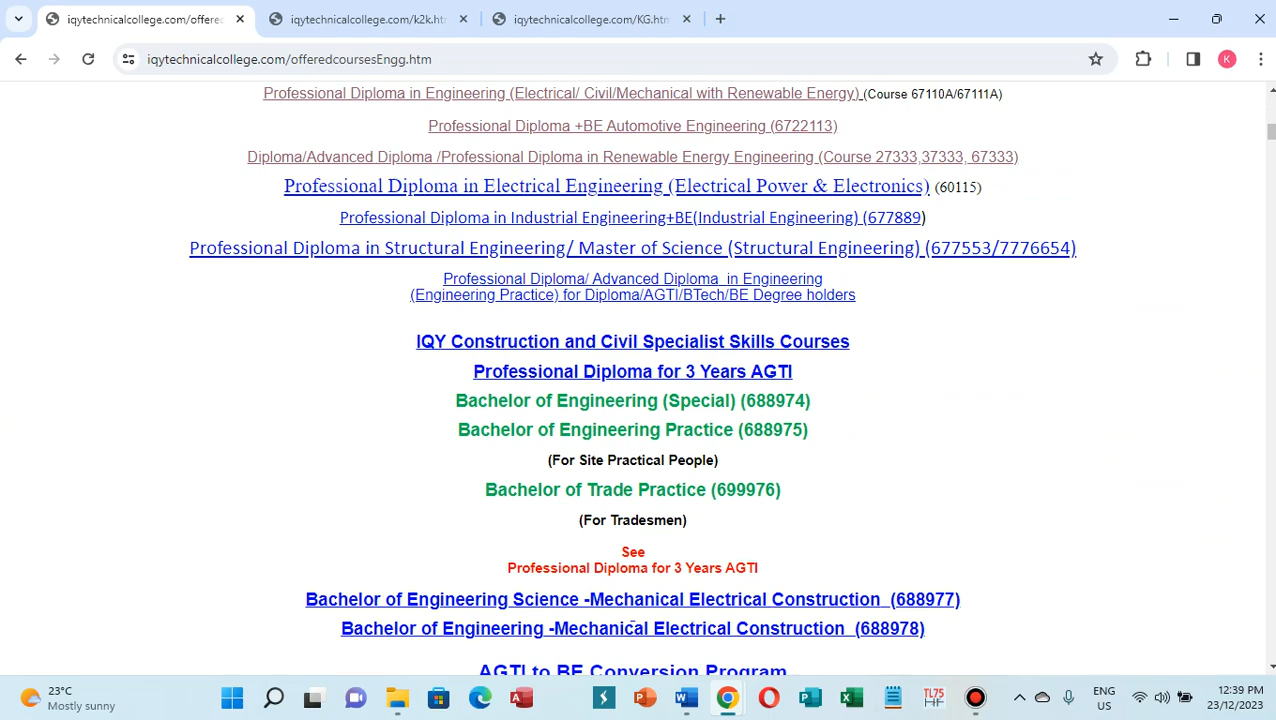 iqytechnicalcollege.com/offered
iqytechnicalcollege.com/k2k.htm
iqytechnicalcollege.com/KG.htm
iqytechnicalcollege.com/offeredcoursesEngg.htm
K
Professional Diploma in Engineering (Electrical/ Civil/Mechanical with Renewable Energy) (Course 67110A/67111A)
Professional Diploma +BE Automotive Engineering (6722113)
Diploma/Advanced Diploma /Professional Diploma in Renewable Energy Engineering (Course 27333,37333, 67333)
Professional Diploma in Electrical Engineering (Electrical Power & Electronics) (60115)
Professional Diploma in Industrial Engineering+BE(Industrial Engineering) (677889)
Professional Diploma in Structural Engineering/ Master of Science (Structural Engineering) (677553/7776654)
Professional Diploma/ Advanced Diploma  in Engineering
(Engineering Practice) for Diploma/AGTI/BTech/BE Degree holders
IQY Construction and Civil Specialist Skills Courses
Professional Diploma for 3 Years AGTI
Bachelor of Engineering (Special) (688974)
Bachelor of Engineering Practice (688975)
(For Site Practical People)
Bachelor of Trade Practice (699976)
(For Tradesmen)
See
Professional Diploma for 3 Years AGTI
Bachelor of Engineering Science -Mechanical Electrical Construction  (688977)
Bachelor of Engineering -Mechanical Electrical Construction  (688978)
AGTI to BE Conversion Program
23°C
Mostly sunny
TL75
ENG
US
12:39 PM
23/12/2023